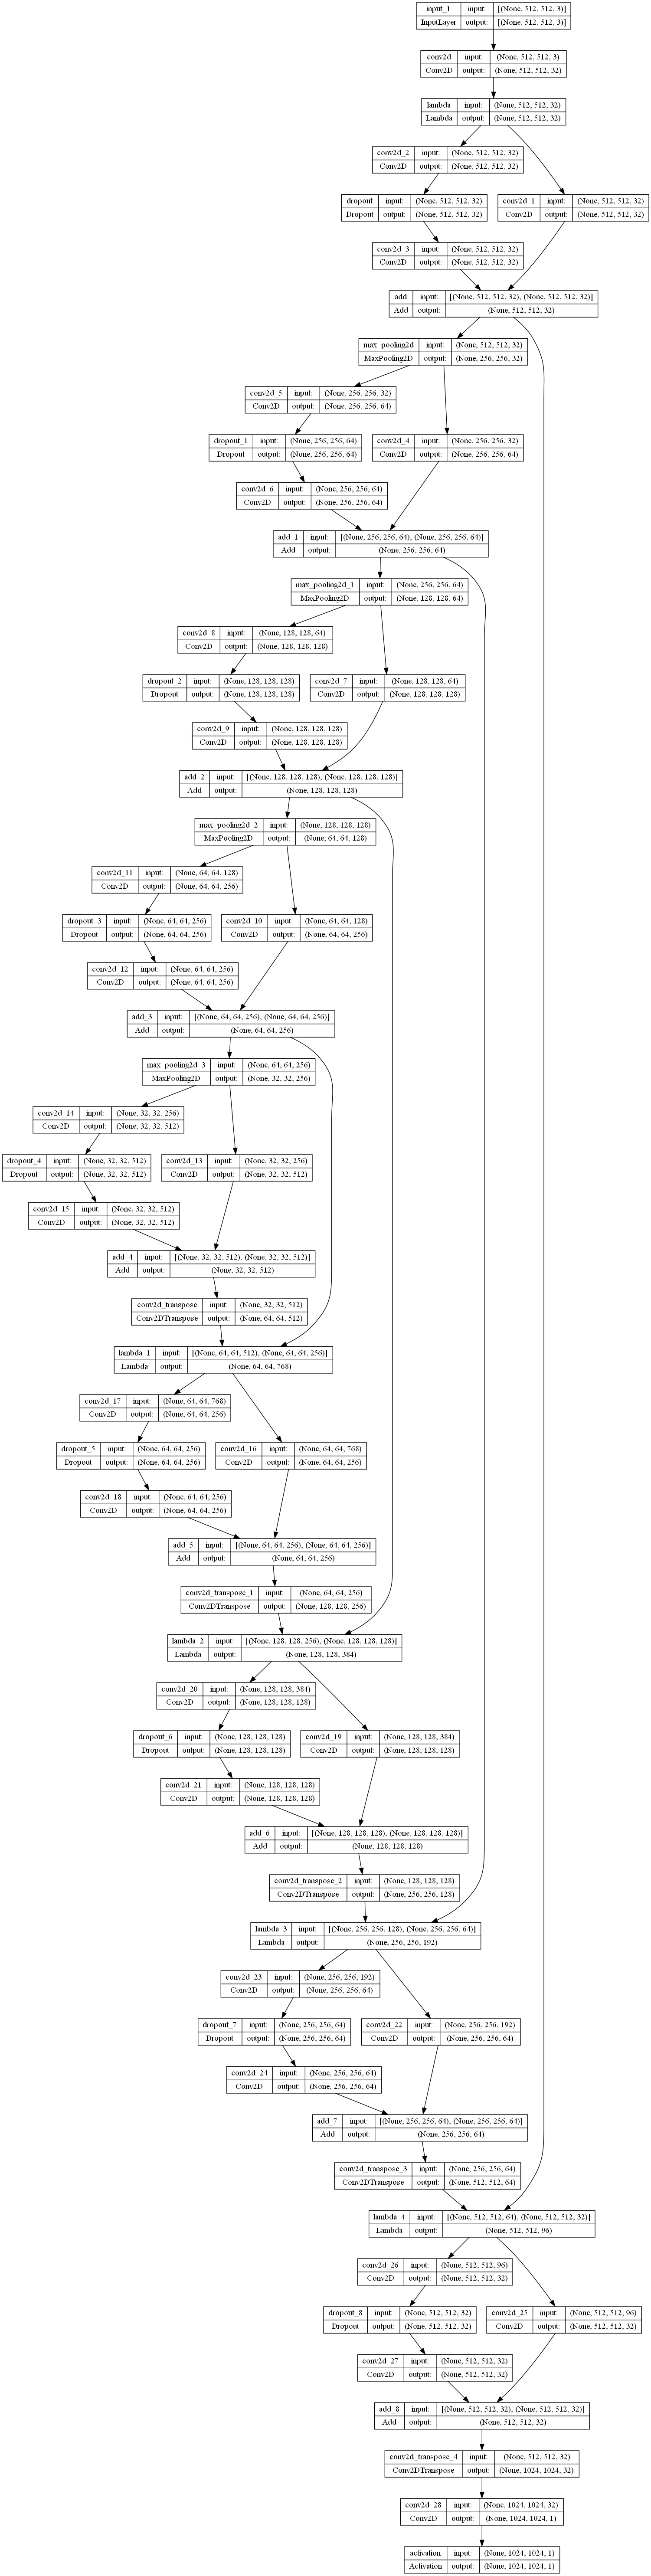 input_1 input: [(None, 512, 512, 3)]
InputLayer output: [(None, 512, 512, 3)]
conv2d input: (None, 512, 512, 3)
Conv2D output: (None, 512, 512, 32)
lambda input: (None, 512, 512, 32)
Lambda output: (None, 512, 512, 32)
conv2d_2 input: (None, 512, 512, 32)
Conv2D output: (None, 512, 512, 32)
dropout input: (None, 512, 512, 32)
Dropout output: (None, 512, 512, 32)
conv2d_1 input: (None, 512, 512, 32)
Conv2D output: (None, 512, 512, 32)
conv2d_3 input: (None, 512, 512, 32)
Conv2D output: (None, 512, 512, 32)
add input: [(None, 512, 512, 32), (None, 512, 512, 32)]
Add output: (None, 512, 512, 32)
max_pooling2d input: (None, 512, 512, 32)
MaxPooling2D output: (None, 256, 256, 32)
conv2d_5 input: (None, 256, 256, 32)
Conv2D output: (None, 256, 256, 64)
dropout_1 input: (None, 256, 256, 64)
Dropout output: (None, 256, 256, 64)
conv2d_4 input: (None, 256, 256, 32)
Conv2D output: (None, 256, 256, 64)
conv2d_6 input: (None, 256, 256, 64)
Conv2D output: (None, 256, 256, 64)
add_1 input: [(None, 256, 256, 64), (None, 256, 256, 64)]
Add output: (None, 256, 256, 64)
max_pooling2d_1 input: (None, 256, 256, 64)
MaxPooling2D output: (None, 128, 128, 64)
conv2d_8 input: (None, 128, 128, 64)
Conv2D output: (None, 128, 128, 128)
dropout_2 input: (None, 128, 128, 128)
Dropout output: (None, 128, 128, 128)
conv2d_7 input: (None, 128, 128, 64)
Conv2D output: (None, 128, 128, 128)
conv2d_9 input: (None, 128, 128, 128)
Conv2D output: (None, 128, 128, 128)
add_2 input: [(None, 128, 128, 128), (None, 128, 128, 128)]
Add output: (None, 128, 128, 128)
max_pooling2d_2 input: (None, 128, 128, 128)
MaxPooling2D output: (None, 64, 64, 128)
conv2d_11 input: (None, 64, 64, 128)
Conv2D output: (None, 64, 64, 256)
dropout_3 input: (None, 64, 64, 256)
Dropout output: (None, 64, 64, 256)
conv2d_10 input: (None, 64, 64, 128)
Conv2D output: (None, 64, 64, 256)
conv2d_12 input: (None, 64, 64, 256)
Conv2D output: (None, 64, 64, 256)
add_3 input: [(None, 64, 64, 256), (None, 64, 64, 256)]
Add output: (None, 64, 64, 256)
max_pooling2d_3 input: (None, 64, 64, 256)
MaxPooling2D output: (None, 32, 32, 256)
conv2d_14 input: (None, 32, 32, 256)
Conv2D output: (None, 32, 32, 512)
dropout_4 input: (None, 32, 32, 512)
Dropout output: (None, 32, 32, 512)
conv2d_13 input: (None, 32, 32, 256)
Conv2D output: (None, 32, 32, 512)
conv2d_15 input: (None, 32, 32, 512)
Conv2D output: (None, 32, 32, 512)
add_4 input: [(None, 32, 32, 512), (None, 32, 32, 512)]
Add output: (None, 32, 32, 512)
conv2d_transpose input: (None, 32, 32, 512)
Conv2DTranspose output: (None, 64, 64, 512)
lambda_1 input: [(None, 64, 64, 512), (None, 64, 64, 256)]
Lambda output: (None, 64, 64, 768)
conv2d_17 input: (None, 64, 64, 768)
Conv2D output: (None, 64, 64, 256)
dropout_5 input: (None, 64, 64, 256)
Dropout output: (None, 64, 64, 256)
conv2d_16 input: (None, 64, 64, 768)
Conv2D output: (None, 64, 64, 256)
conv2d_18 input: (None, 64, 64, 256)
Conv2D output: (None, 64, 64, 256)
add_5 input: [(None, 64, 64, 256), (None, 64, 64, 256)]
Add output: (None, 64, 64, 256)
conv2d_transpose_1 input: (None, 64, 64, 256)
Conv2DTranspose output: (None, 128, 128, 256)
lambda_2 input: [(None, 128, 128, 256), (None, 128, 128, 128)]
Lambda output: (None, 128, 128, 384)
conv2d_20 input: (None, 128, 128, 384)
Conv2D output: (None, 128, 128, 128)
dropout_6 input: (None, 128, 128, 128)
Dropout output: (None, 128, 128, 128)
conv2d_19 input: (None, 128, 128, 384)
Conv2D output: (None, 128, 128, 128)
conv2d_21 input: (None, 128, 128, 128)
Conv2D output: (None, 128, 128, 128)
add_6 input: [(None, 128, 128, 128), (None, 128, 128, 128)]
Add output: (None, 128, 128, 128)
conv2d_transpose_2 input: (None, 128, 128, 128)
Conv2DTranspose output: (None, 256, 256, 128)
lambda_3 input: [(None, 256, 256, 128), (None, 256, 256, 64)]
Lambda output: (None, 256, 256, 192)
conv2d_23 input: (None, 256, 256, 192)
Conv2D output: (None, 256, 256, 64)
dropout_7 input: (None, 256, 256, 64)
Dropout output: (None, 256, 256, 64)
conv2d_22 input: (None, 256, 256, 192)
Conv2D output: (None, 256, 256, 64)
conv2d_24 input: (None, 256, 256, 64)
Conv2D output: (None, 256, 256, 64)
add_7 input: [(None, 256, 256, 64), (None, 256, 256, 64)]
Add output: (None, 256, 256, 64)
conv2d_transpose_3 input: (None, 256, 256, 64)
Conv2DTranspose output: (None, 512, 512, 64)
lambda_4 input: [(None, 512, 512, 64), (None, 512, 512, 32)]
Lambda output: (None, 512, 512, 96)
conv2d_26 input: (None, 512, 512, 96)
Conv2D output: (None, 512, 512, 32)
dropout_8 input: (None, 512, 512, 32)
Dropout output: (None, 512, 512, 32)
conv2d_25 input: (None, 512, 512, 96)
Conv2D output: (None, 512, 512, 32)
conv2d_27 input: (None, 512, 512, 32)
Conv2D output: (None, 512, 512, 32)
add_8 input: [(None, 512, 512, 32), (None, 512, 512, 32)]
Add output: (None, 512, 512, 32)
conv2d_transpose_4 input: (None, 512, 512, 32)
Conv2DTranspose output: (None, 1024, 1024, 32)
conv2d_28 input: (None, 1024, 1024, 32)
Conv2D output: (None, 1024, 1024, 1)
activation input: (None, 1024, 1024, 1)
Activation output: (None, 1024, 1024, 1)